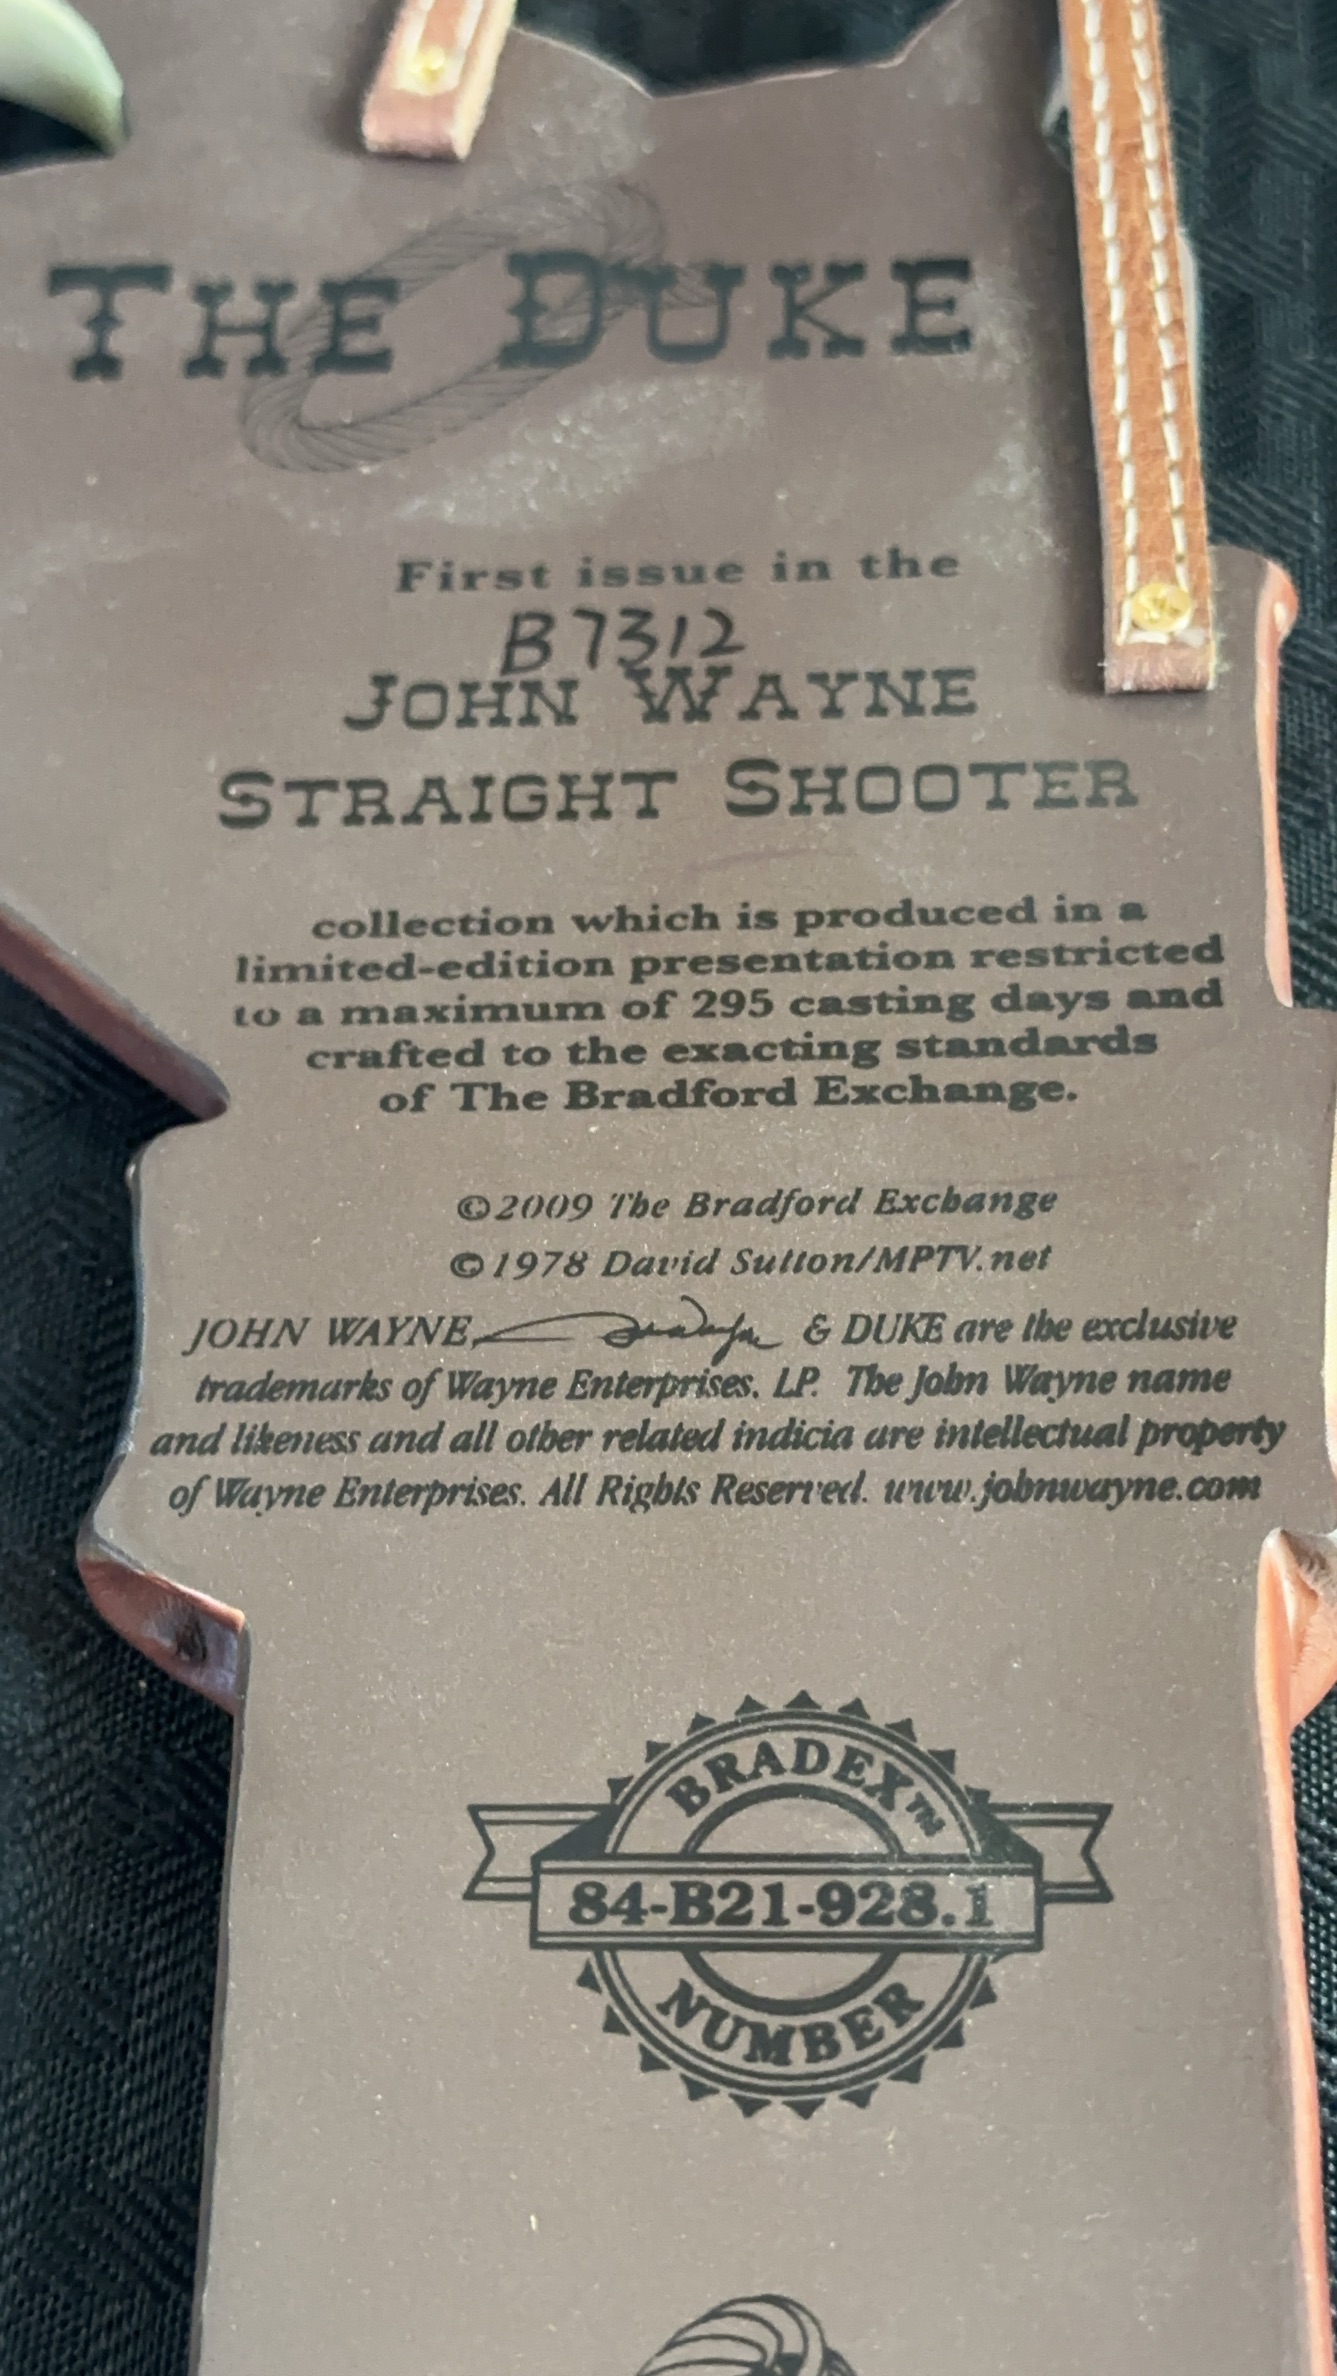 THE DUKE
First issue in the
B7312
JOHN WAYNE
STRAIGHT SHOOTER
collection which is produced in a
limited-edition presentation restricted
to a maximum of 295 casting days and
crafted to the exacting standards
of The Bradford Exchange.
©2009 The Bradford Exchange
©1978 David Sutton/MPTV.net
JOHN WAYNE, John Wayne & DUKE are the exclusive
trademarks of Wayne Enterprises, LP. The John Wayne name
and likeness and all other related indicia are intellectual property
of Wayne Enterprises. All Rights Reserved. www.johnwayne.com
BRADEX™
84-B21-928.1
NUMBER